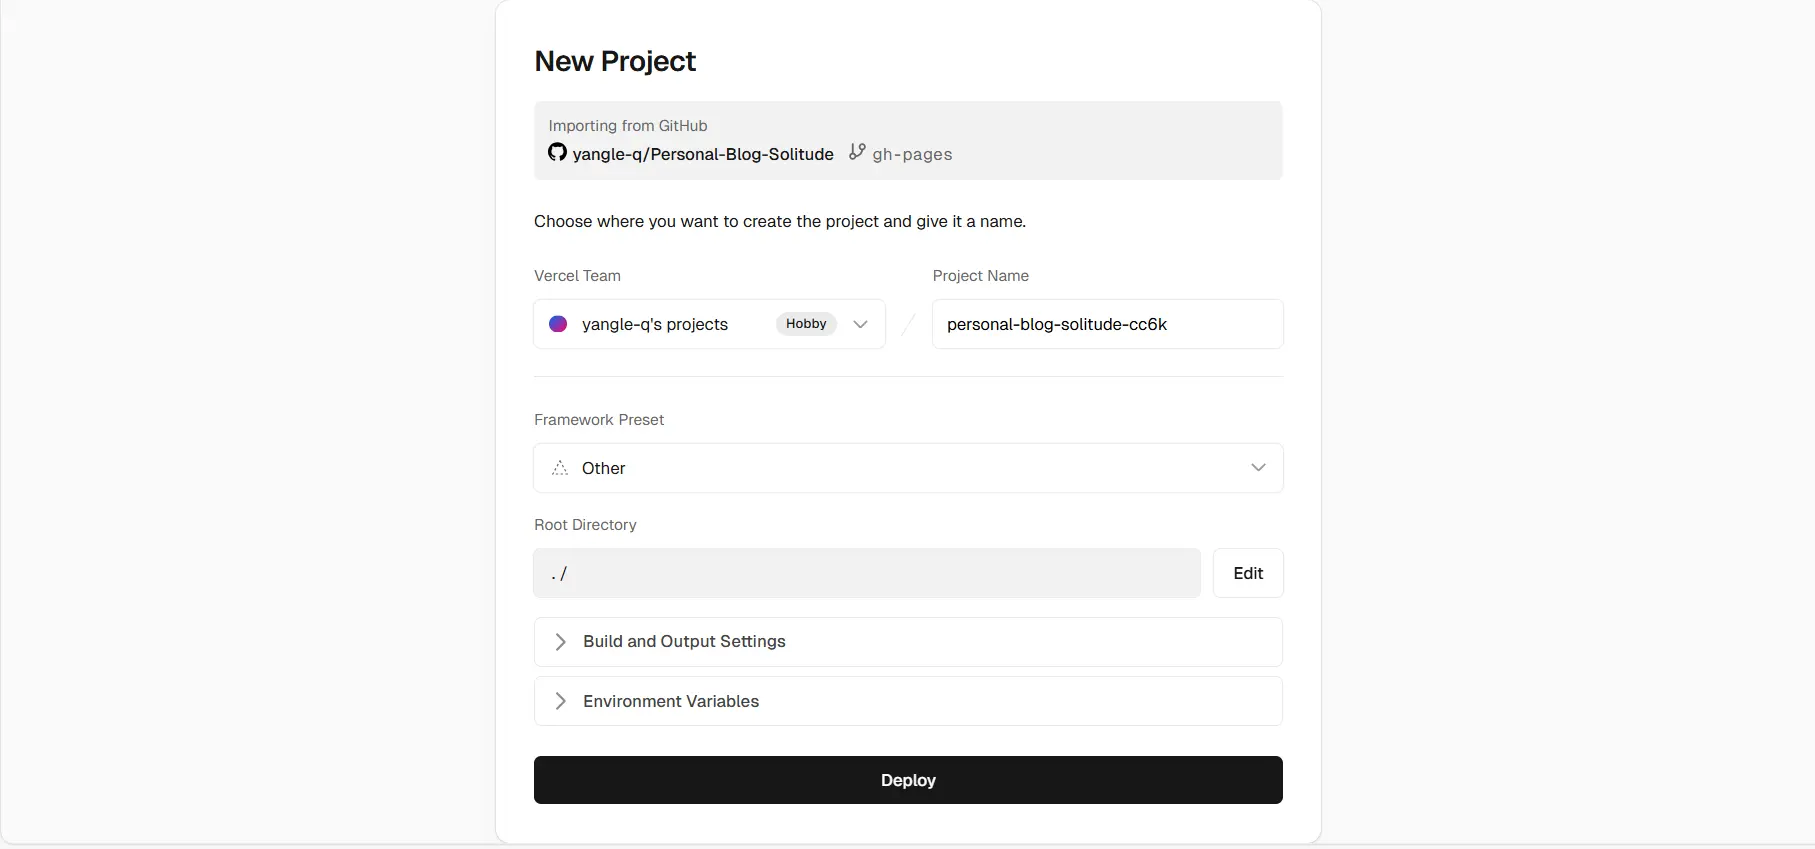 New Project
Importing from GitHub
yangle-q/Personal-Blog-Solitude gh-pages
Choose where you want to create the project and give it a name.
Vercel Team
Project Name
yangle-q's projects Hobby
/
personal-blog-solitude-cc6k
Framework Preset
Other
Root Directory
./
Edit
Build and Output Settings
Environment Variables
Deploy